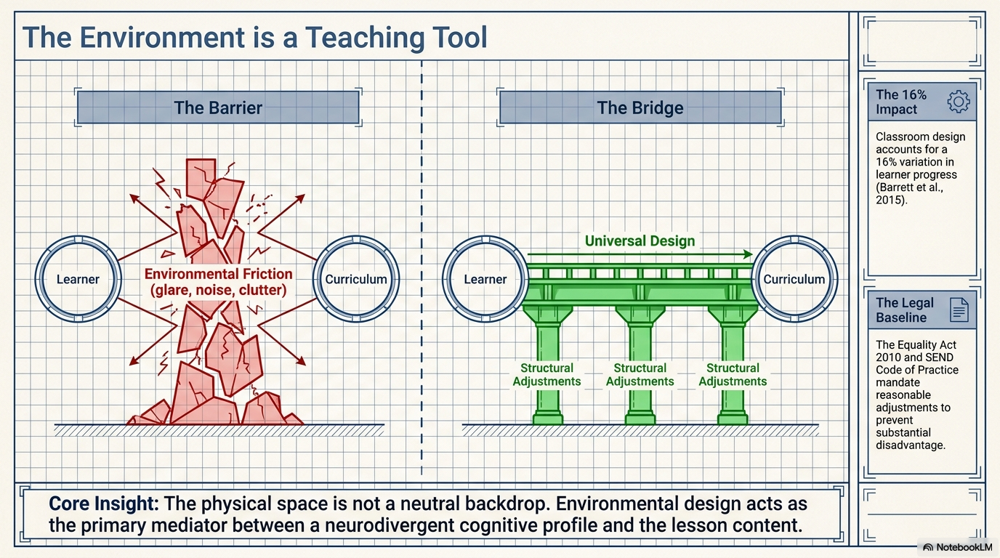 The Environment is a Teaching Tool
The Barrier
Learner
Environmental Friction
(glare, noise, clutter)
Curriculum
The Bridge
Universal Design
Learner
Curriculum
Structural
Adjustments
Structural
Adjustments
Structural
Adjustments
The 16%
Impact
Classroom design
accounts for a
16% variation in
learner progress
(Barrett et al.,
2015).
The Legal
Baseline
The Equality Act
2010 and SEND
Code of Practice
mandate
reasonable
adjustments to
prevent
substantial
disadvantage.
Core Insight: The physical space is not a neutral backdrop. Environmental design acts as
the primary mediator between a neurodivergent cognitive profile and the lesson content.
NotebookLM